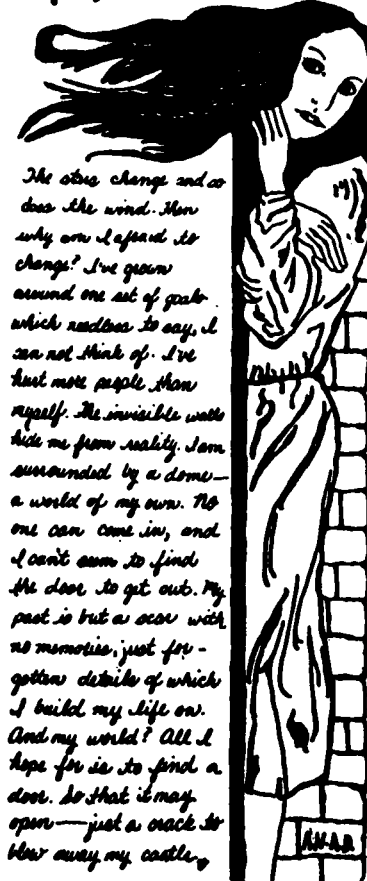 The stars change and so
does the wind. Then
why am I afraid to
change? I've grown
around one set of goals
which needless to say, I
can not think of. I've
hurt more people than
myself. The invisible walls
hide me from reality. I am
surrounded by a dome—
a world of my own. No
one can come in, and
I can't seem to find
the door to get out. My
past is but a scar with
no memories, just for-
gotten details of which
I build my life on.
And my world? All I
hope for is to find a
door. So that it may
open—just a crack to
blow away my castle.